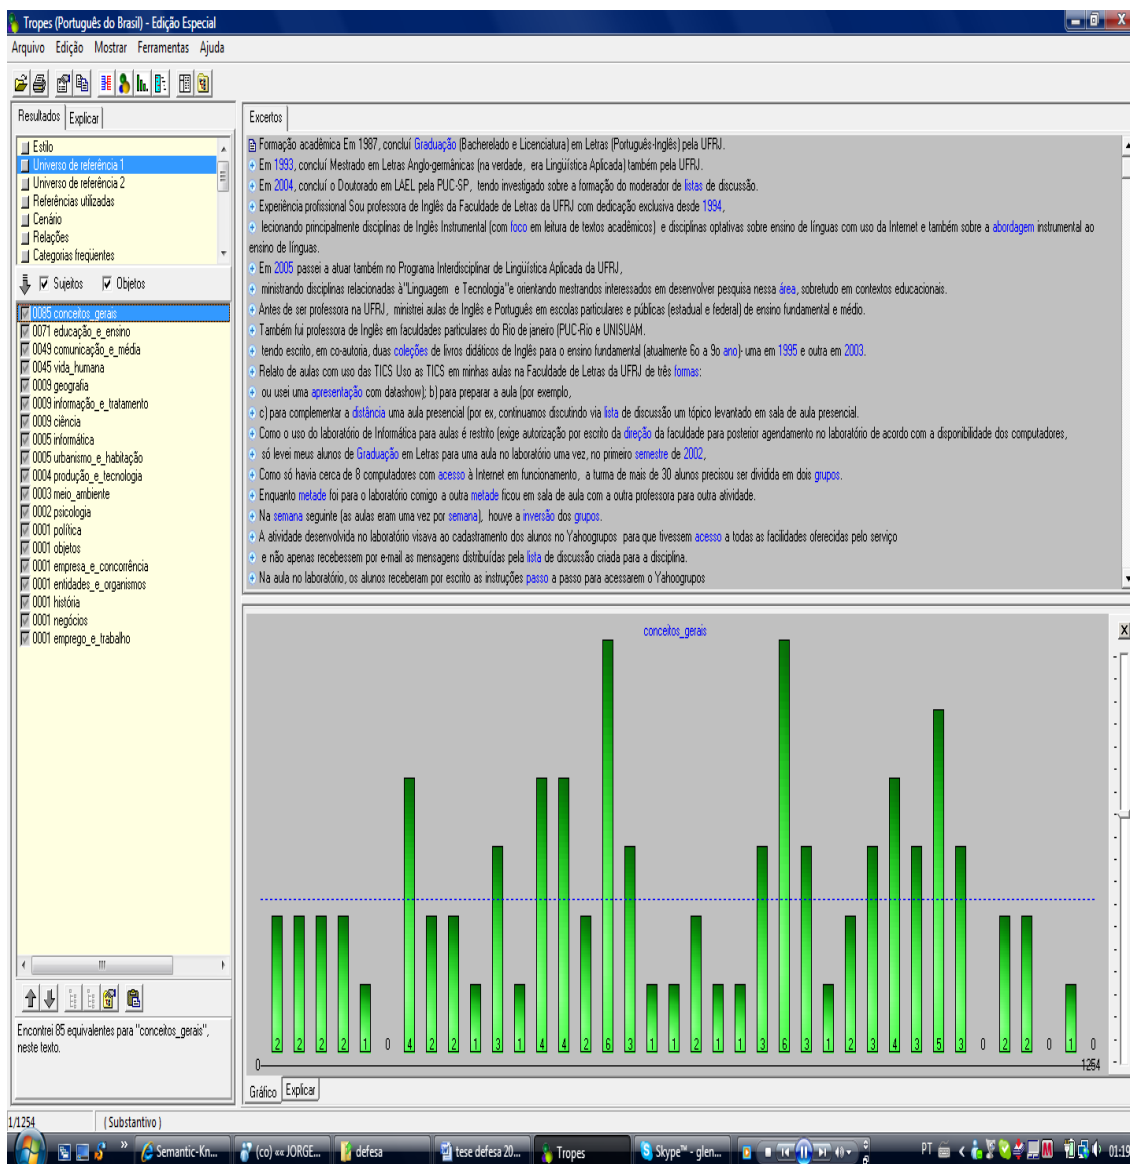 Tropes (Português do Brasil) - Edição Especial
Arquivo Edição Mostrar Ferramentas Ajuda
Resultados Explicar
Estilo
Universo de referência 1
Universo de referência 2
Referências utilizadas
Cenário
Relações
Categorias freqüentes
Sujeitos Objetos
0085 conceitos_gerais
0071 educação_e_ensino
0049 comunicação_e_média
0045 vida_humana
0009 geografia
0009 informação_e_tratamento
0009 ciência
0005 informática
0005 urbanismo_e_habitação
0004 produção_e_tecnologia
0003 meio_ambiente
0002 psicologia
0001 política
0001 objetos
0001 empresa_e_concorrência
0001 entidades_e_organismos
0001 história
0001 negócios
0001 emprego_e_trabalho
Encontrei 85 equivalentes para "conceitos_gerais",
neste texto.
Excertos
Formação acadêmica Em 1987, concluí Graduação (Bacherelado e Licenciatura) em Letras (Português-Inglês) pela UFRJ.
Em 1993, concluí Mestrado em Letras Anglo-germânicas (na verdade, era Lingüística Aplicada) também pela UFRJ.
Em 2004, concluí o Doutorado em LAEL pela PUC-SP, tendo investigado sobre a formação do moderador de listas de discussão.
Experiência profissional Sou professora de Inglês da Faculdade de Letras da UFRJ com dedicação exclusiva desde 1994,
lecionando principalmente disciplinas de Inglês Instrumental (com foco em leitura de textos acadêmicos) e disciplinas optativas sobre ensino de línguas com uso da Internet e também sobre a abordagem instrumental ao
ensino de línguas.
Em 2005 passei a atuar também no Programa Interdisciplinar de Lingüística Aplicada da UFRJ,
ministrando disciplinas relacionadas à"Linguagem e Tecnologia"e orientando mestrandos interessados em desenvolver pesquisa nessa área, sobretudo em contextos educacionais.
Antes de ser professora na UFRJ, ministrei aulas de Inglês e Português em escolas particulares e públicas (estadual e federal) de ensino fundamental e médio.
Também fui professora de Inglês em faculdades particulares do Rio de janeiro (PUC-Rio e UNISUAM.
tendo escrito, em co-autoria, duas coleções de livros didáticos de Inglês para o ensino fundamental (atualmente 6o a 9o ano)- uma em 1995 e outra em 2003.
Relato de aulas com uso das TICS Uso as TICS em minhas aulas na Faculdade de Letras da UFRJ de três formas:
ou usei uma apresentação com datashow); b) para preparar a aula (por exemplo,
c) para complementar a distância uma aula presencial (por ex, continuamos discutindo via lista de discussão um tópico levantado em sala de aula presencial.
Como o uso do laboratório de Informática para aulas é restrito (exige autorização por escrito da direção da faculdade para posterior agendamento no laboratório de acordo com a disponibilidade dos computadores,
só levei meus alunos de Graduação em Letras para uma aula no laboratório uma vez, no primeiro semestre de 2002,
Como só havia cerca de 8 computadores com acesso à Internet em funcionamento, a turma de mais de 30 alunos precisou ser dividida em dois grupos.
Enquanto metade foi para o laboratório comigo a outra metade ficou em sala de aula com a outra professora para outra atividade.
Na semana seguinte (as aulas eram uma vez por semana), houve a inversão dos grupos.
A atividade desenvolvida no laboratório visava ao cadastramento dos alunos no Yahoogrupos para que tivessem acesso a todas as facilidades oferecidas pelo serviço
e não apenas recebessem por e-mail as mensagens distribuídas pela lista de discussão criada para a disciplina.
Na aula no laboratório, os alunos receberam por escrito as instruções passo a passo para acessarem o Yahoogrupos
conceitos_gerais
2 2 2 2 1 0 4 2 2 1 3 1 4 4 2 6 3 1 1 2 1 1 3 6 3 1 2 3 4 3 5 3 0 2 2 0 1 0
0 1254
Gráfico Explicar
1/1254 ( Substantivo )
Semantic-Kn... (co) «« JORGE... defesa tese defesa 20... Tropes Skype™ - glen... PT 01:19